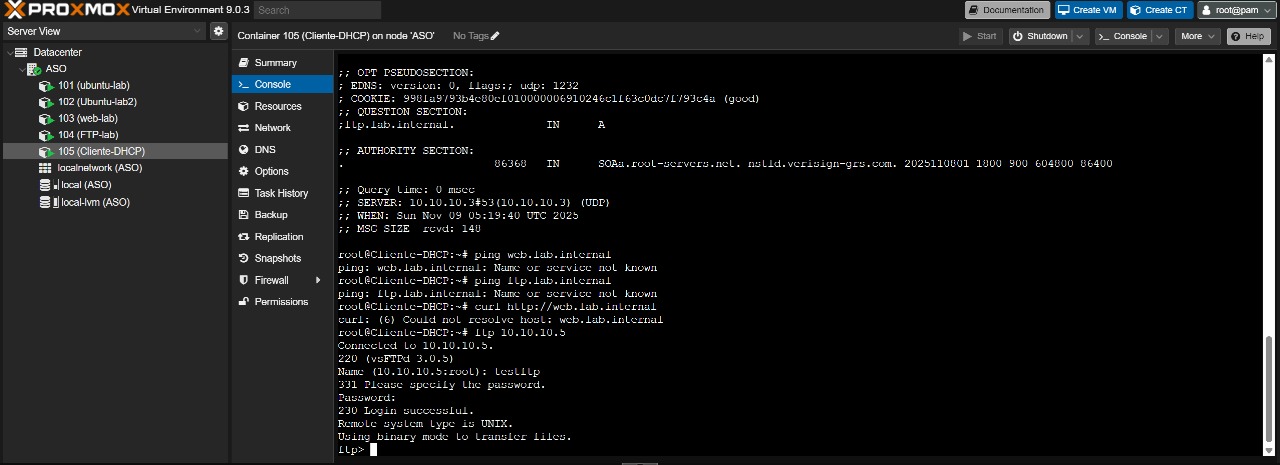 PROXMOX Virtual Environment 9.0.3 Search Documentation Create VM Create CT root@pam
Server View
Container 105 (Cliente-DHCP) on node 'ASO' No Tags Start Shutdown Console More Help
Datacenter
ASO
101 (ubuntu-lab)
102 (Ubuntu-lab2)
103 (web-lab)
104 (FTP-lab)
105 (Cliente-DHCP)
localnetwork (ASO)
local (ASO)
local-lvm (ASO)
Summary
Console
Resources
Network
DNS
Options
Task History
Backup
Replication
Snapshots
Firewall
Permissions
;; OPT PSEUDOSECTION:
; EDNS: version: 0, flags:; udp: 1232
(good)
;; QUESTION SECTION:
;ftp.lab.internal. IN A
;; AUTHORITY SECTION:
. 86368 IN SOA a.root-servers.net. nstld.verisign-grs.com. 2025110801 1800 900 604800 86400
;; Query time: 0 msec
;; SERVER: 10.10.10.3#53(10.10.10.3) (UDP)
;; WHEN: Sun Nov 09 05:19:40 UTC 2025
;; MSG SIZE rcvd: 148
root@Cliente-DHCP:~# ping web.lab.internal
ping: web.lab.internal: Name or service not known
root@Cliente-DHCP:~# ping ftp.lab.internal
ping: ftp.lab.internal: Name or service not known
root@Cliente-DHCP:~# curl http://web.lab.internal
curl: (6) Could not resolve host: web.lab.internal
root@Cliente-DHCP:~# ftp 10.10.10.5
Connected to 10.10.10.5.
220 (vsFTPd 3.0.5)
Name (10.10.10.5:root): testftp
331 Please specify the password.
Password:
230 Login successful.
Remote system type is UNIX.
Using binary mode to transfer files.
ftp>